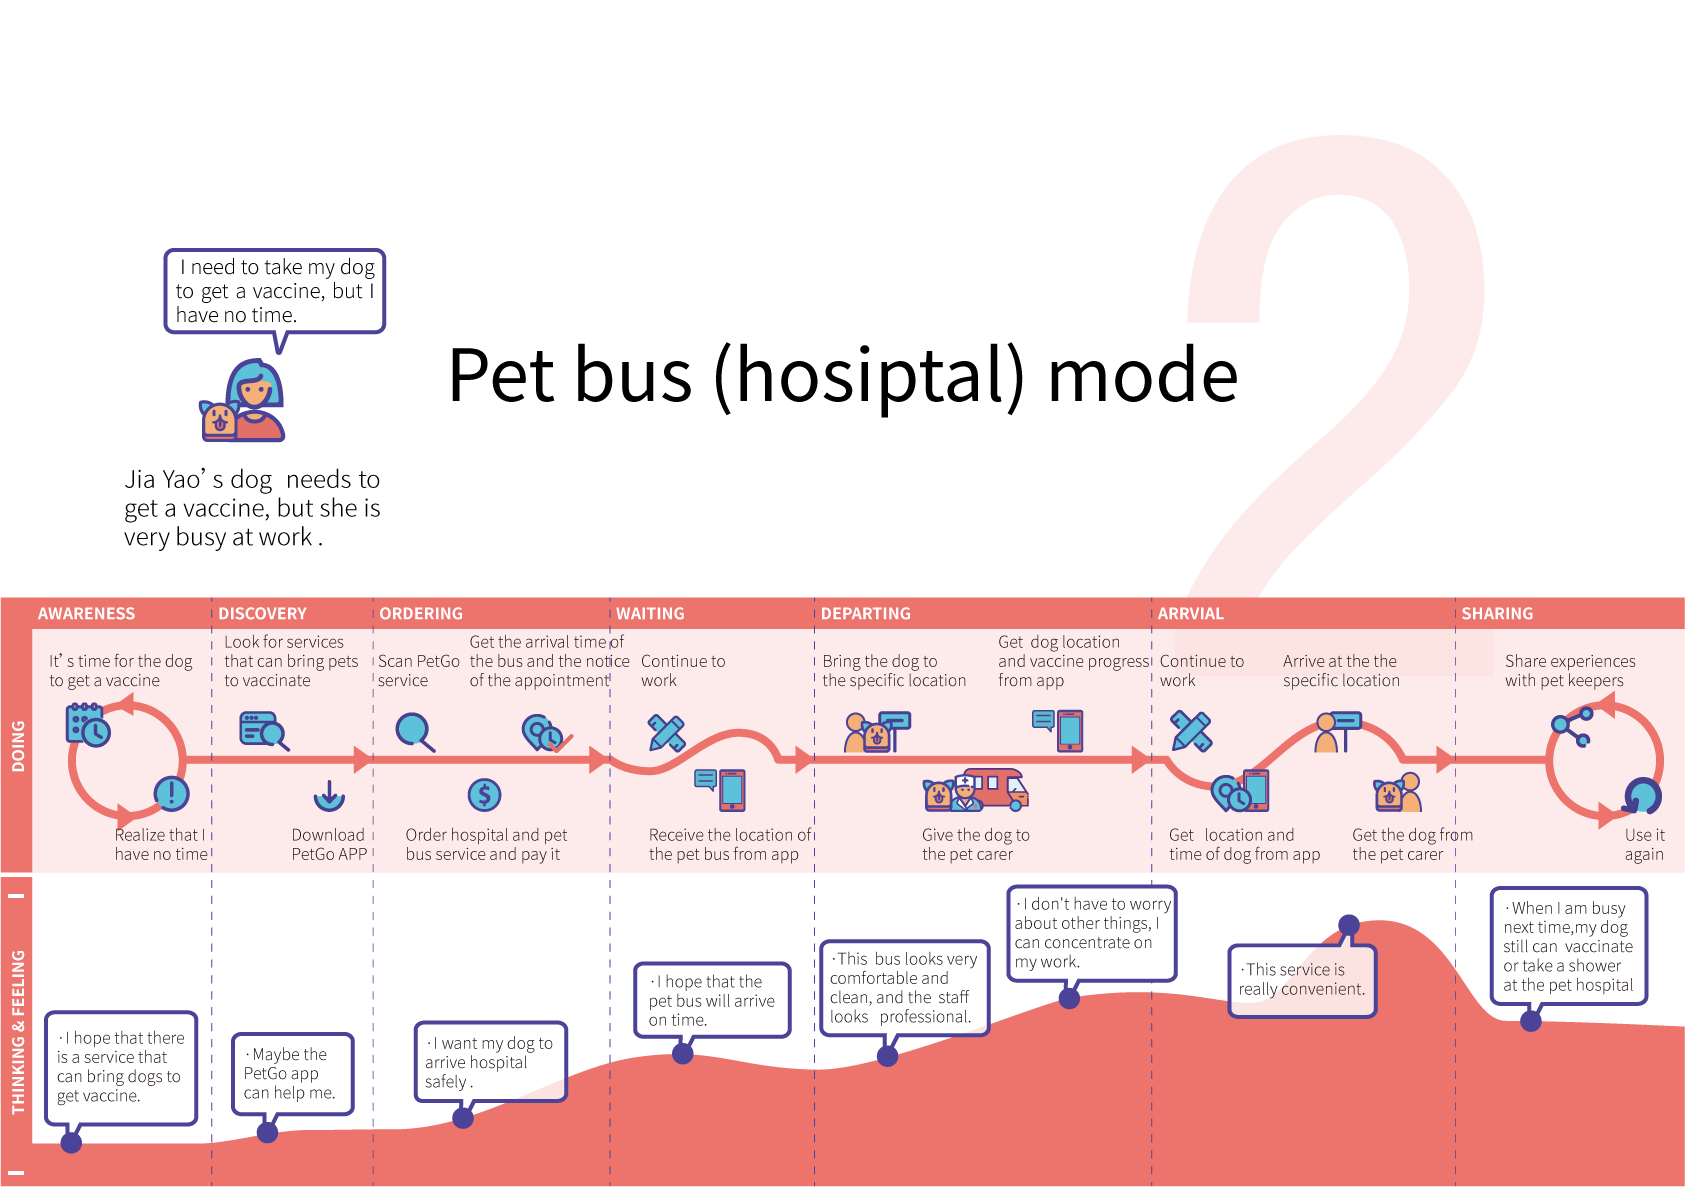 2
I need to take my dog
to get a vaccine, but I
have no time.
Pet bus (hosiptal) mode
Jia Yao’s dog needs to
get a vaccine, but she is
very busy at work .
AWARENESS
DISCOVERY
ORDERING
WAITING
DEPARTING
ARRVIAL
SHARING
DOING
It’s time for the dog
to get a vaccine
Realize that I
have no time
Look for services
that can bring pets
to vaccinate
Download
PetGo APP
Scan PetGo
service
Order hospital and pet
bus service and pay it
Get the arrival time of
the bus and the notice
of the appointment
Continue to
work
Receive the location of
the pet bus from app
Bring the dog to
the specific location
Give the dog to
the pet carer
Get dog location
and vaccine progress
from app
Continue to
work
Get location and
time of dog from app
Arrive at the the
specific location
Get the dog from
the pet carer
Share experiences
with pet keepers
Use it
again
THINKING & FEELING
·I hope that there
is a service that
can bring dogs to
get vaccine.
·Maybe the
PetGo app
can help me.
·I want my dog to
arrive hospital
safely .
·I hope that the
pet bus will arrive
on time.
·This bus looks very
comfortable and
clean, and the staff
looks professional.
·I don't have to worry
about other things, I
can concentrate on
my work.
·This service is
really convenient.
·When I am busy
next time,my dog
still can vaccinate
or take a shower
at the pet hospital